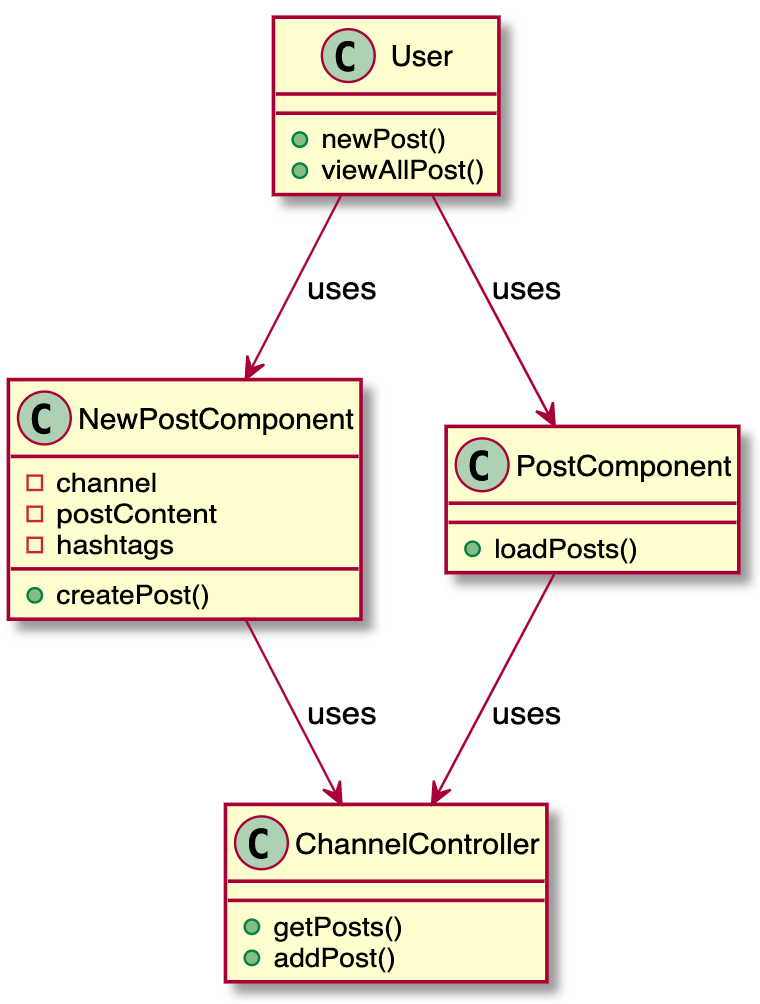 C User
newPost()
viewAllPost()
uses
uses
C NewPostComponent
channel
postContent
hashtags
createPost()
C PostComponent
loadPosts()
uses
uses
C ChannelController
getPosts()
addPost()